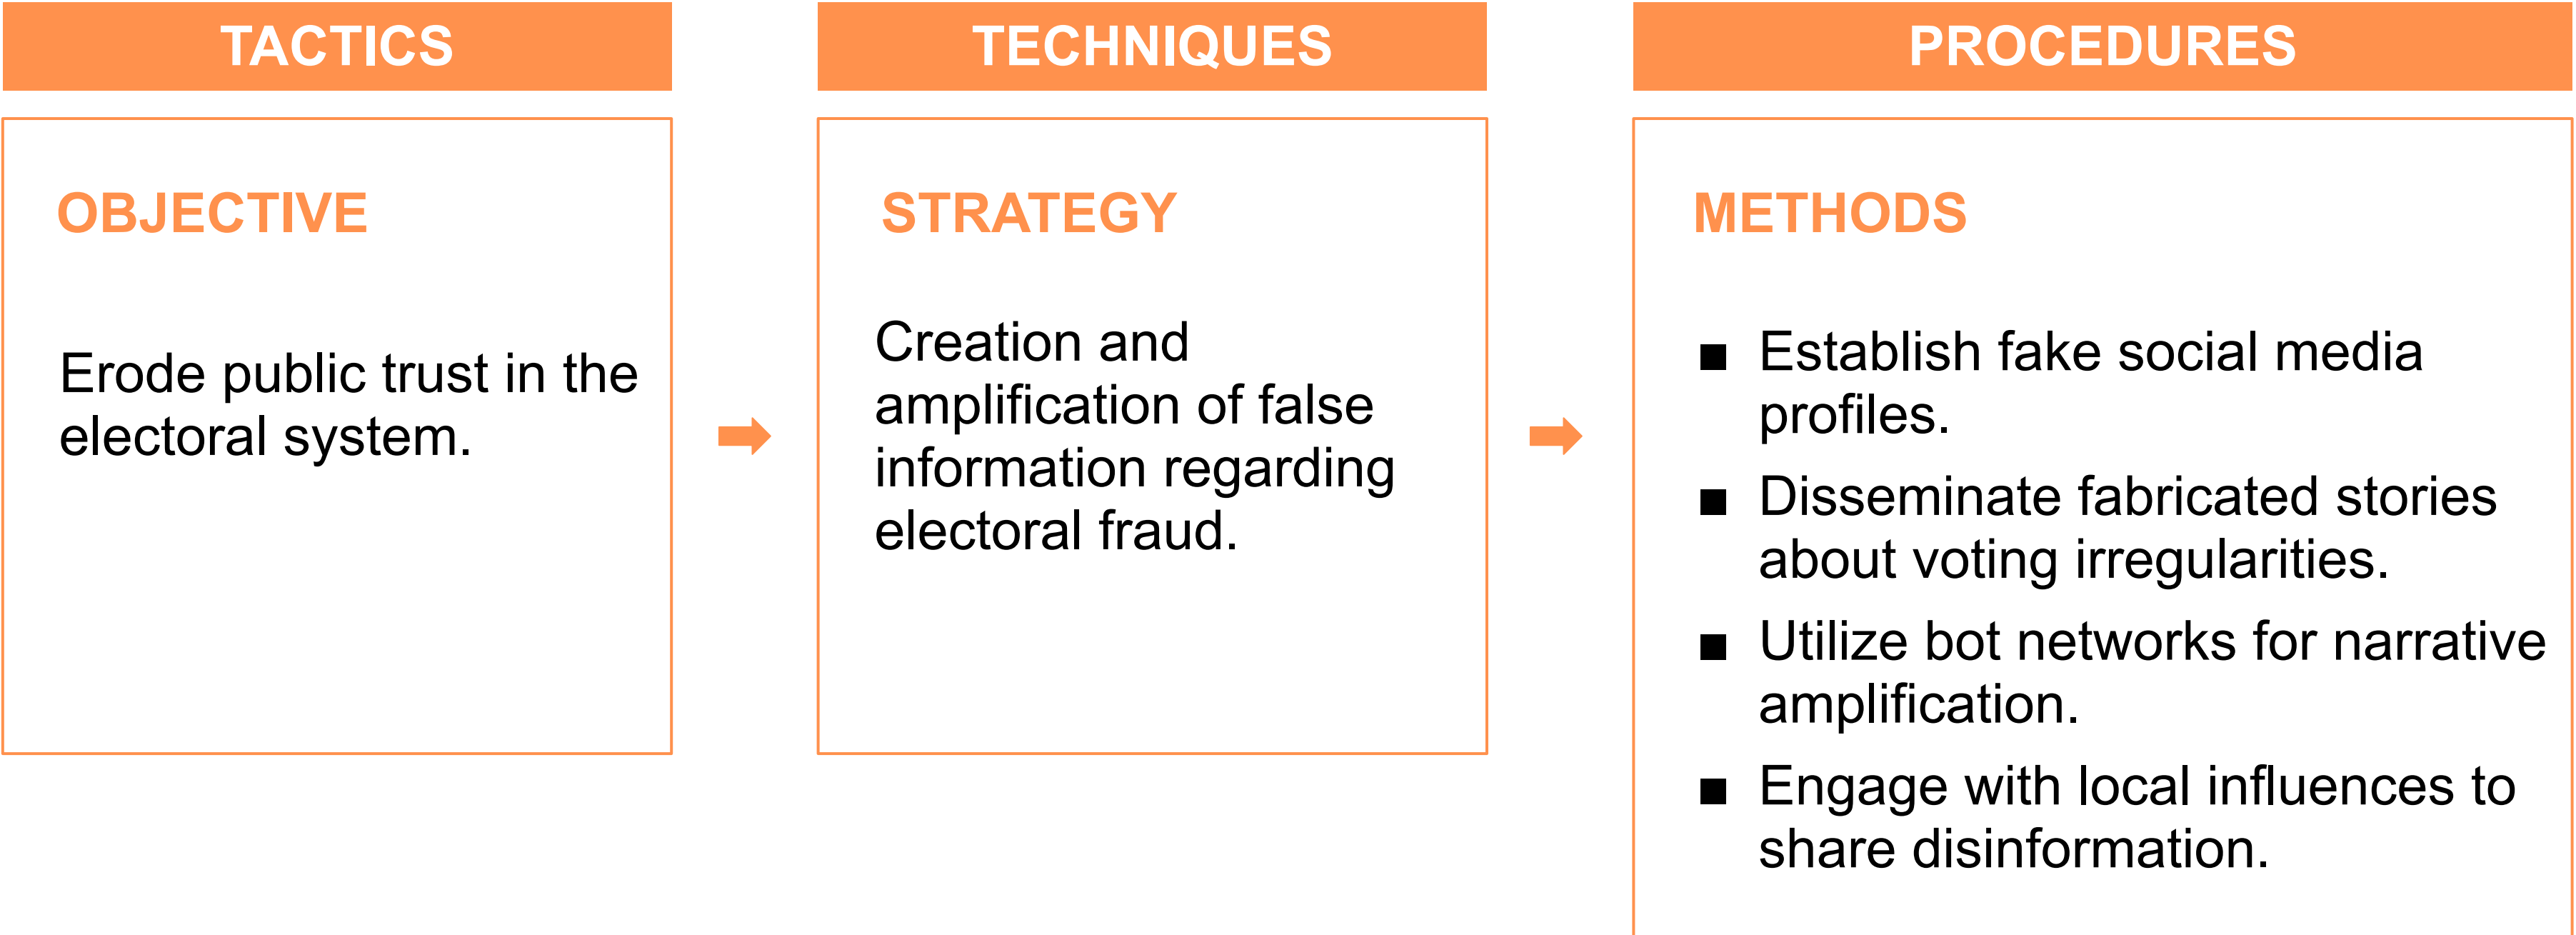 TACTICS
OBJECTIVE
Erode public trust in the
electoral system.
TECHNIQUES
STRATEGY
Creation and
amplification of false
information regarding
electoral fraud.
PROCEDURES
METHODS
■ Establish fake social media
profiles.
■ Disseminate fabricated stories
about voting irregularities.
■ Utilize bot networks for narrative
amplification.
■ Engage with local influences to
share disinformation.